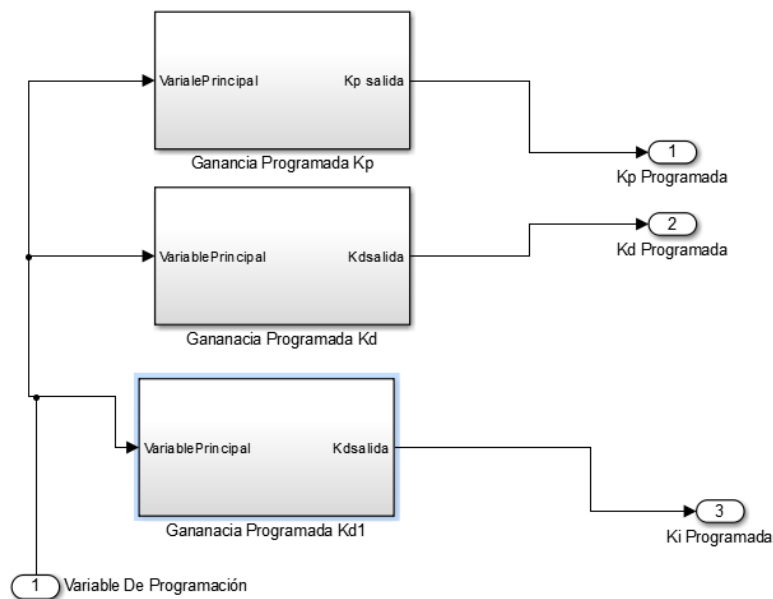 VarialePrincipal
Kp salida
Ganancia Programada Kp
1
Kp Programada
VariablePrincipal
Kdsalida
Gananacia Programada Kd
2
Kd Programada
VariablePrincipal
Kdsalida
Gananacia Programada Kd1
3
Ki Programada
1
Variable De Programación